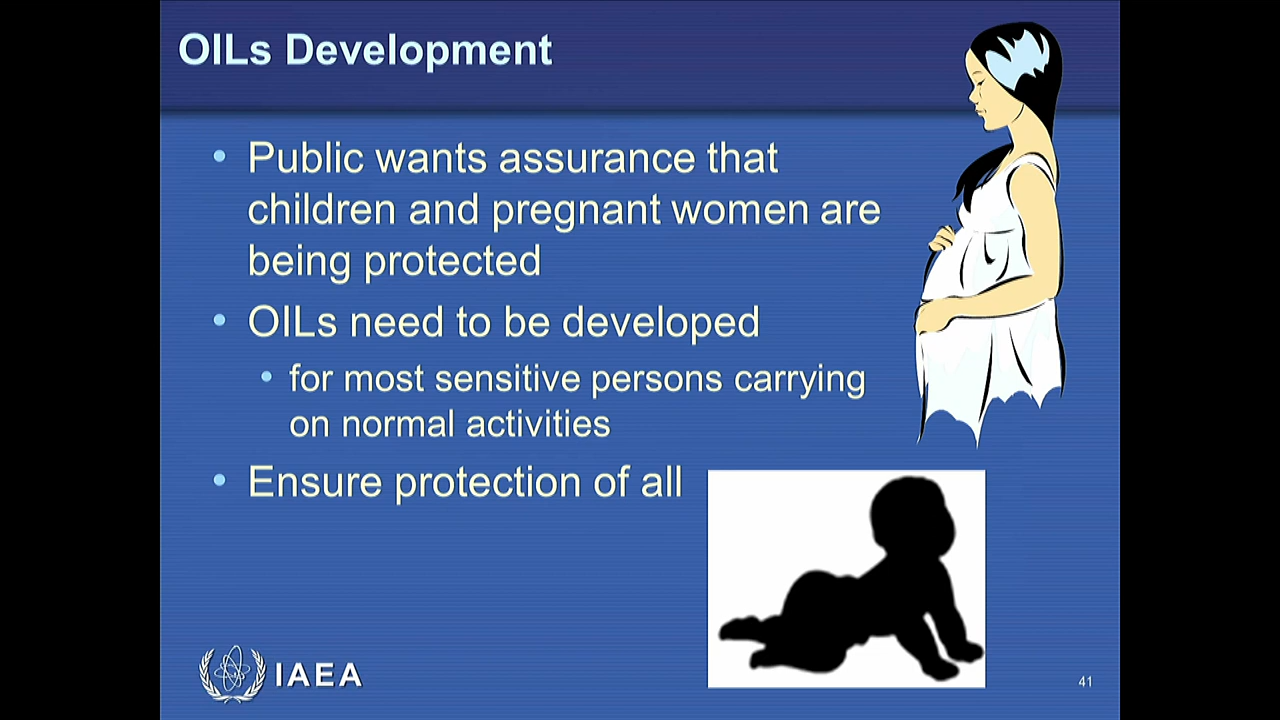 OILs Development
• Public wants assurance that
children and pregnant women are
being protected
• OILs need to be developed
• for most sensitive persons carrying
on normal activities
• Ensure protection of all
IAEA
41